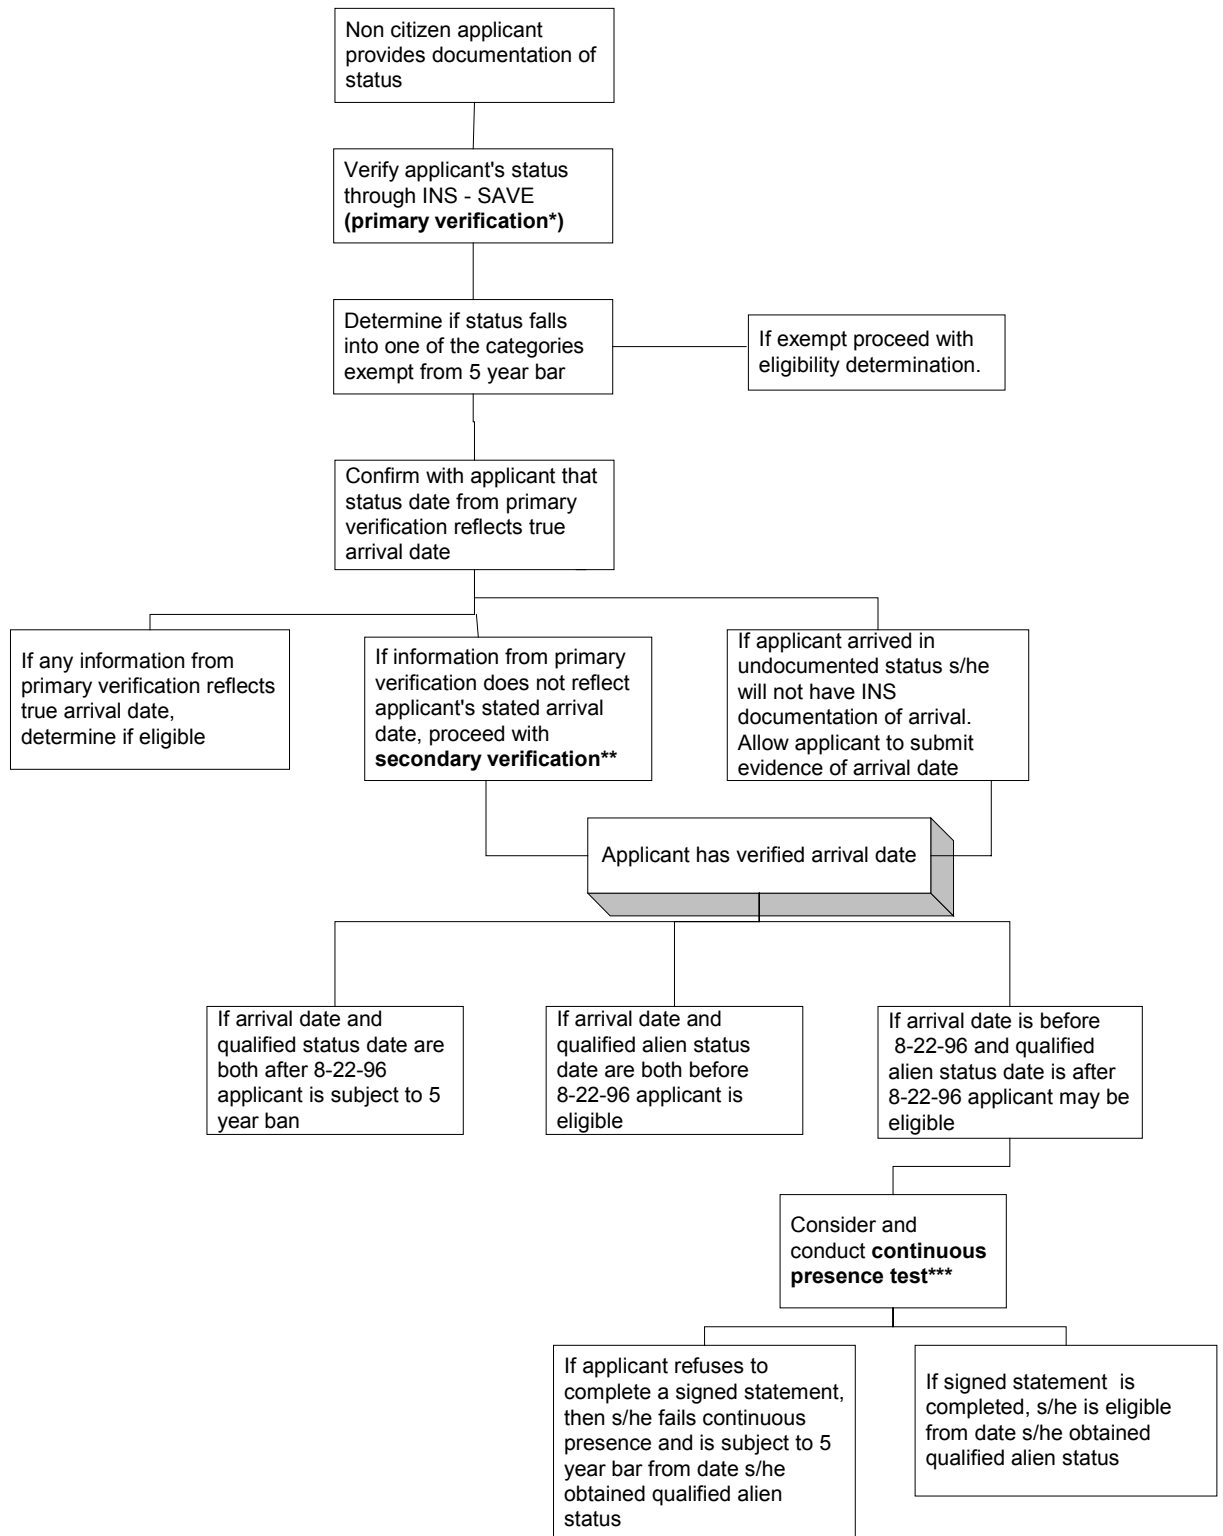 Non citizen applicant
provides documentation of
status
Verify applicant's status
through INS - SAVE
(primary verification*)
Determine if status falls
into one of the categories
exempt from 5 year bar
If exempt proceed with
eligibility determination.
Confirm with applicant that
status date from primary
verification reflects true
arrival date
If any information from
primary verification reflects
true arrival date,
determine if eligible
If information from primary
verification does not reflect
applicant's stated arrival
date, proceed with
secondary verification**
If applicant arrived in
undocumented status s/he
will not have INS
documentation of arrival.
Allow applicant to submit
evidence of arrival date
Applicant has verified arrival date
If arrival date and
qualified status date are
both after 8-22-96
applicant is subject to 5
year ban
If arrival date and
qualified alien status
date are both before
8-22-96 applicant is
eligible
If arrival date is before
8-22-96 and qualified
alien status date is after
8-22-96 applicant may be
eligible
Consider and
conduct continuous
presence test***
If applicant refuses to
complete a signed statement,
then s/he fails continuous
presence and is subject to 5
year bar from date s/he
obtained qualified alien
status
If signed statement is
completed, s/he is eligible
from date s/he obtained
qualified alien status